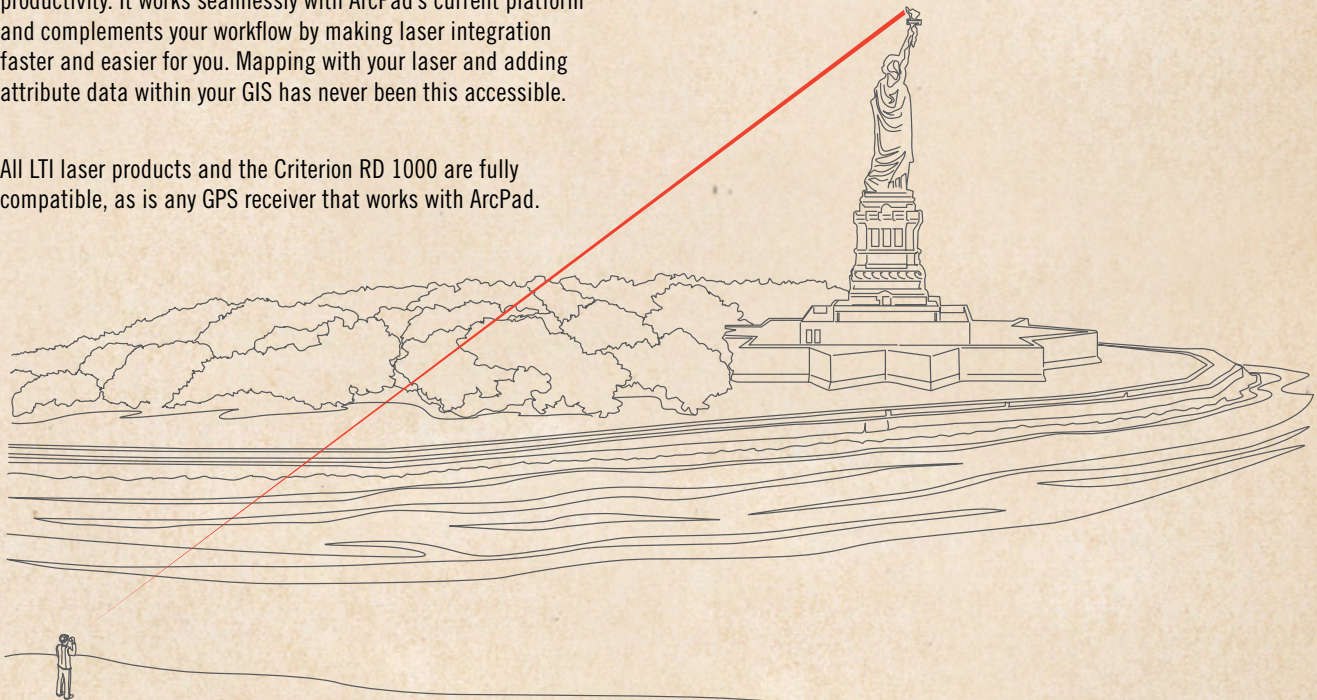 productivity. It works seamlessly with ArcPad's current platform
and complements your workflow by making laser integration
faster and easier for you. Mapping with your laser and adding
attribute data within your GIS has never been this accessible.
All LTI laser products and the Criterion RD 1000 are fully
compatible, as is any GPS receiver that works with ArcPad.